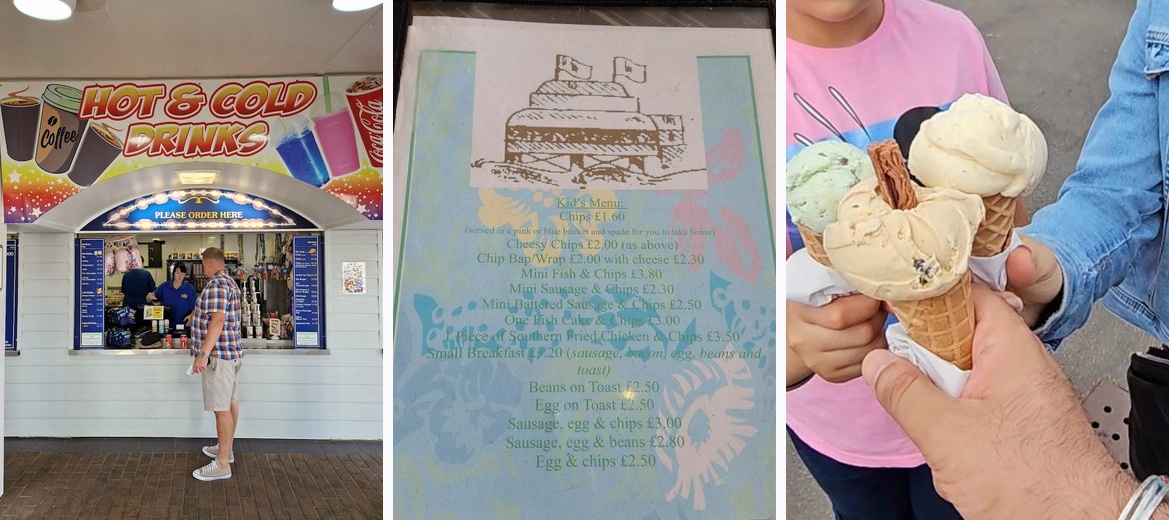 HOT & COLD
DRINKS
Coffee
Coca-Cola
PLEASE ORDER HERE
Kid's Menu:
Chips £1.60
(served in a pink or blue bucket and spade for you to take home)
Cheesy Chips £2.00 (as above)
Chip Bap/Wrap £2.00 with cheese £2.30
Mini Fish & Chips £3.80
Mini Sausage & Chips £2.30
Mini Battered Sausage & Chips £2.50
One Fish Cake & Chips £3.00
1 Piece of Southern Fried Chicken & Chips £3.50
Small Breakfast £3.20 (sausage, bacon, egg, beans and
toast)
Beans on Toast £2.50
Egg on Toast £2.50
Sausage, egg & chips £3.00
Sausage, egg & beans £2.80
Egg & chips £2.50